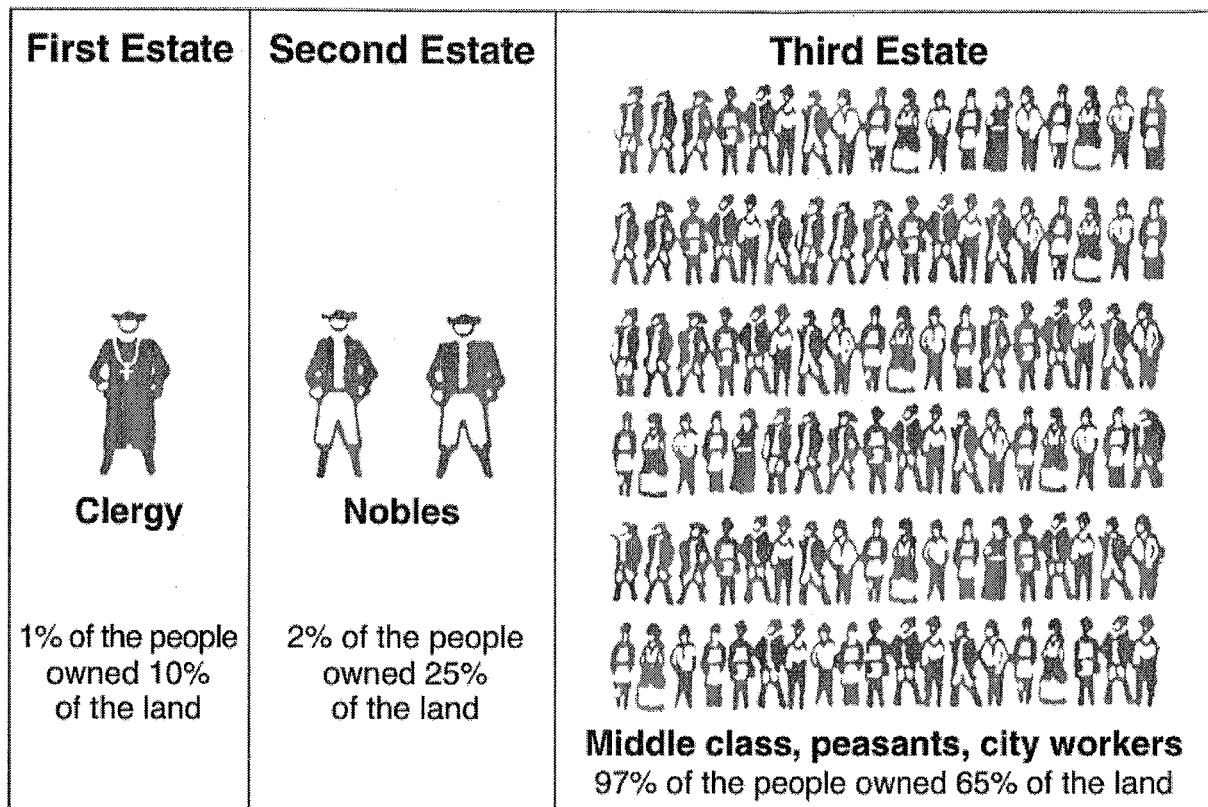 First Estate
Clergy
1% of the people
owned 10%
of the land
Second Estate
Nobles
2% of the people
owned 25%
of the land
Third Estate
Middle class, peasants, city workers
97% of the people owned 65% of the land